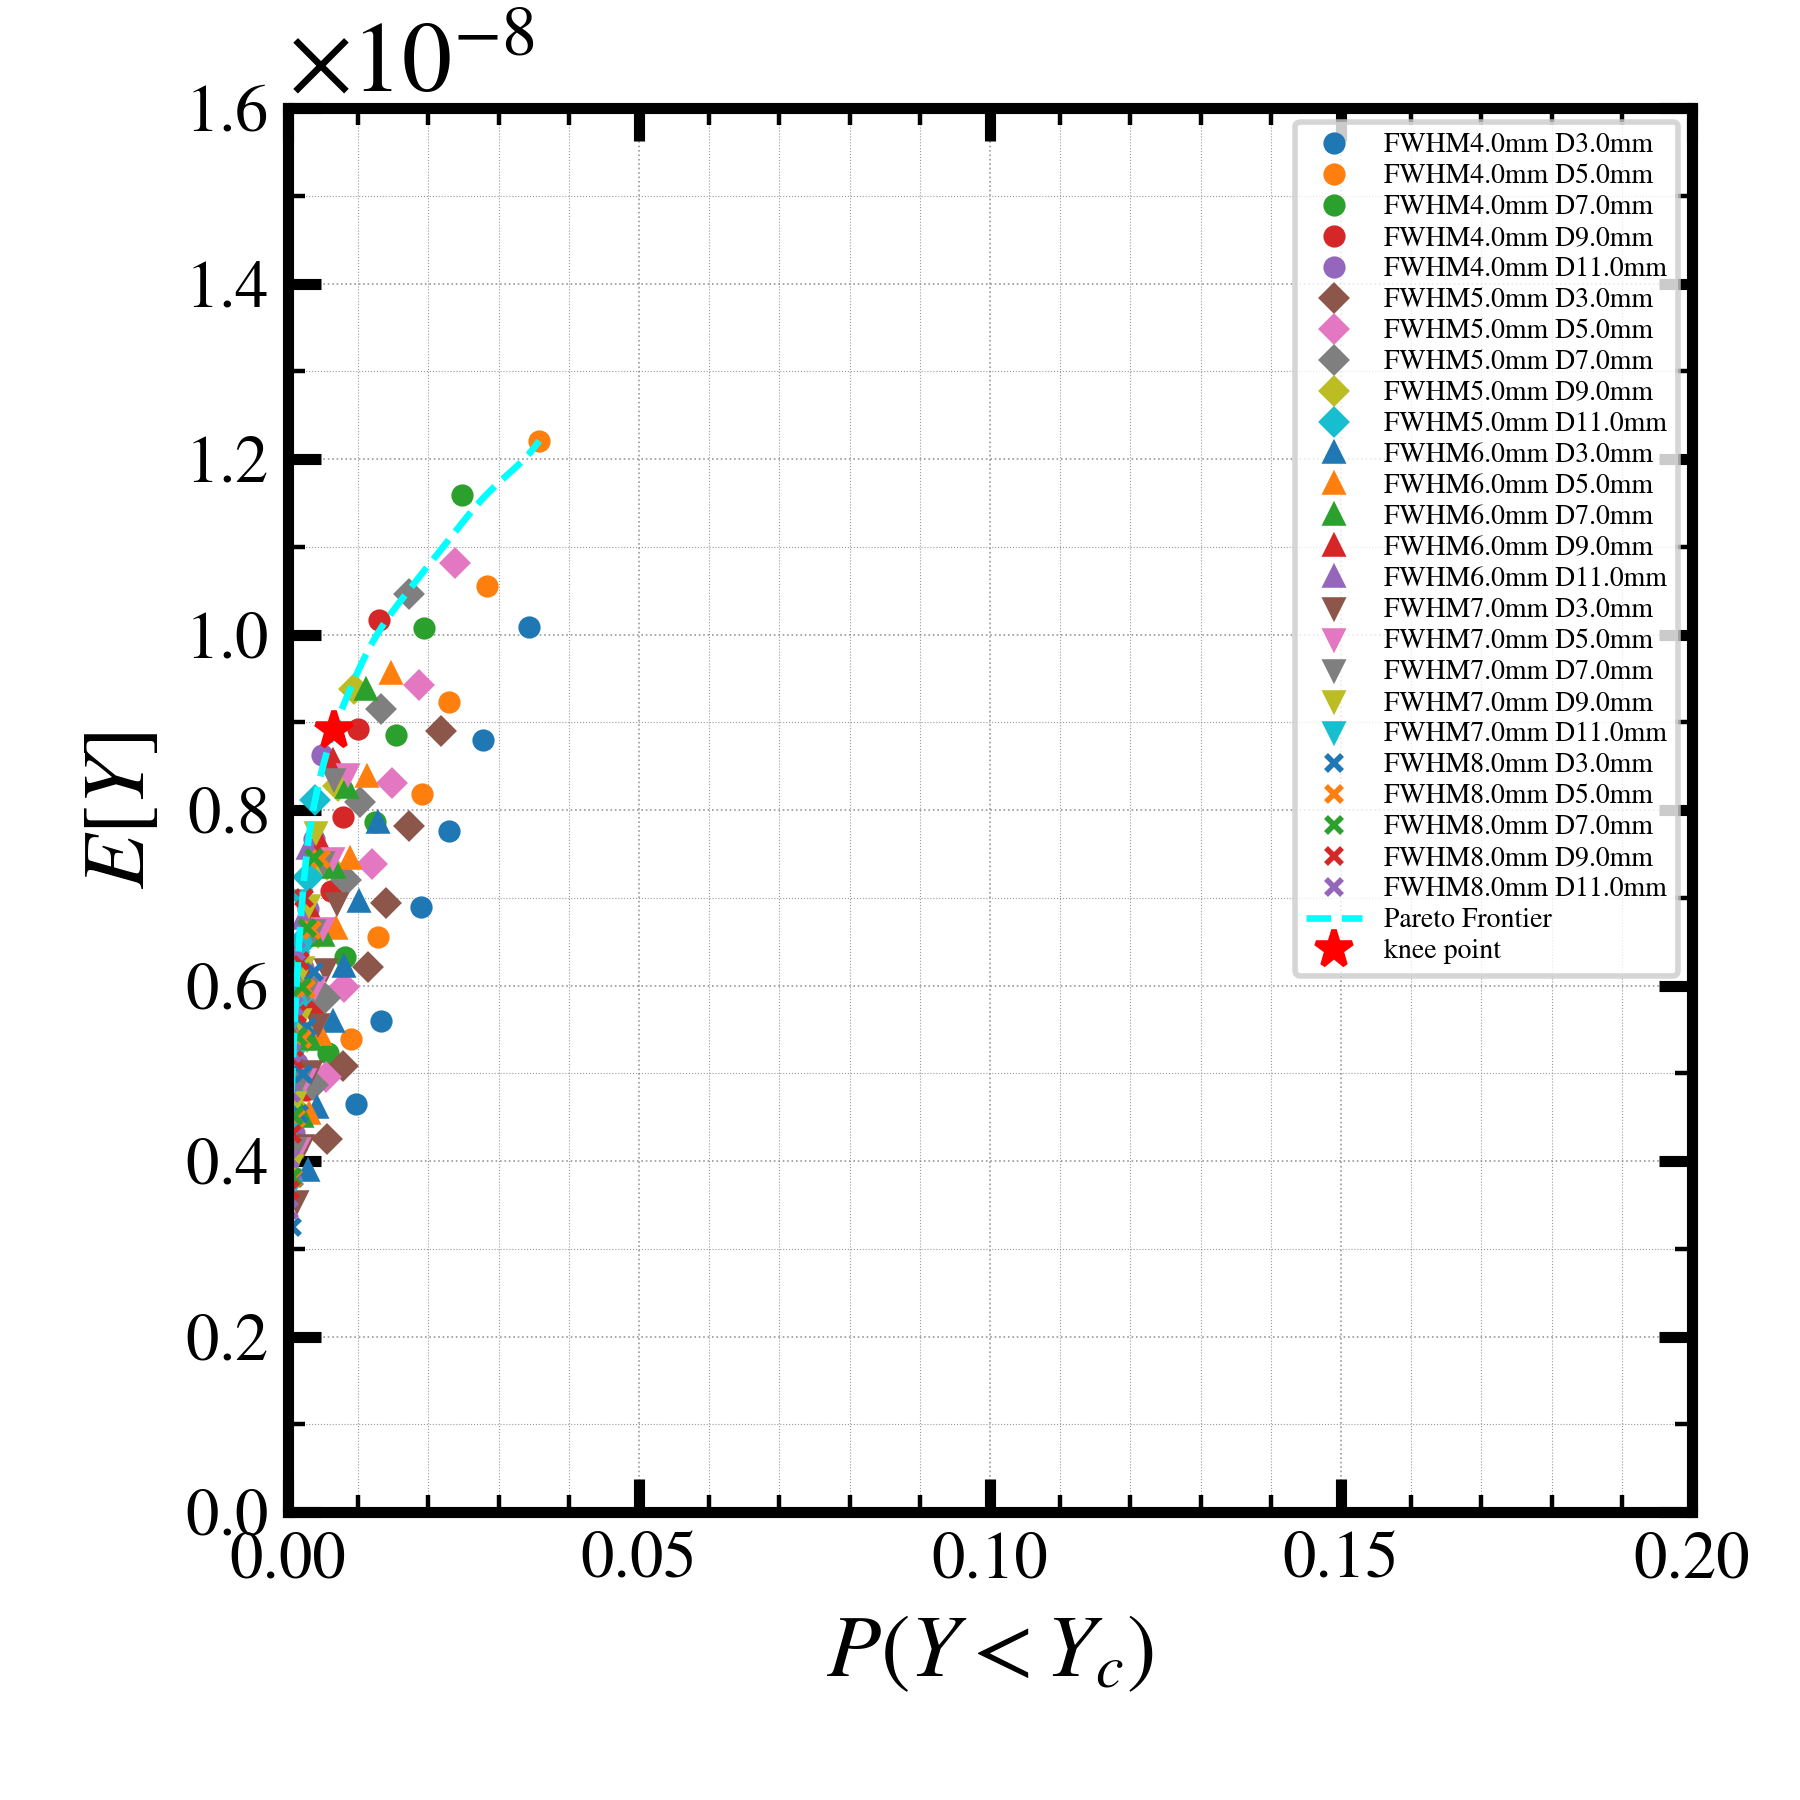 ×10⁻⁸
1.6
1.4
1.2
1.0
0.8
0.6
0.4
0.2
0.0
E[Y]
0.00 0.05 0.10 0.15 0.20
P(Y < Y_c)
FWHM4.0mm D3.0mm
FWHM4.0mm D5.0mm
FWHM4.0mm D7.0mm
FWHM4.0mm D9.0mm
FWHM4.0mm D11.0mm
FWHM5.0mm D3.0mm
FWHM5.0mm D5.0mm
FWHM5.0mm D7.0mm
FWHM5.0mm D9.0mm
FWHM5.0mm D11.0mm
FWHM6.0mm D3.0mm
FWHM6.0mm D5.0mm
FWHM6.0mm D7.0mm
FWHM6.0mm D9.0mm
FWHM6.0mm D11.0mm
FWHM7.0mm D3.0mm
FWHM7.0mm D5.0mm
FWHM7.0mm D7.0mm
FWHM7.0mm D9.0mm
FWHM7.0mm D11.0mm
FWHM8.0mm D3.0mm
FWHM8.0mm D5.0mm
FWHM8.0mm D7.0mm
FWHM8.0mm D9.0mm
FWHM8.0mm D11.0mm
Pareto Frontier
knee point